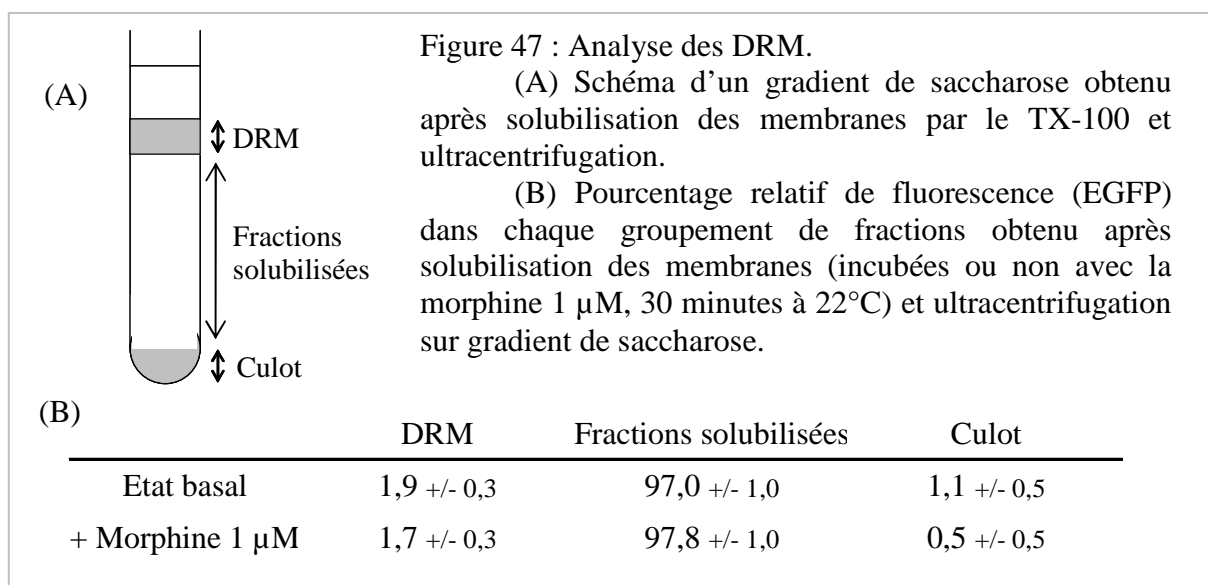 Figure 47 : Analyse des DRM.
(A) Schéma d'un gradient de saccharose obtenu
après solubilisation des membranes par le TX-100 et
ultracentrifugation.
(B) Pourcentage relatif de fluorescence (EGFP)
dans chaque groupement de fractions obtenu après
solubilisation des membranes (incubées ou non avec la
morphine 1 µM, 30 minutes à 22°C) et ultracentrifugation
sur gradient de saccharose.
(A)
DRM
Fractions
solubilisées
Culot
(B)
DRM Fractions solubilisées Culot
Etat basal 1,9 +/- 0,3 97,0 +/- 1,0 1,1 +/- 0,5
+ Morphine 1 µM 1,7 +/- 0,3 97,8 +/- 1,0 0,5 +/- 0,5